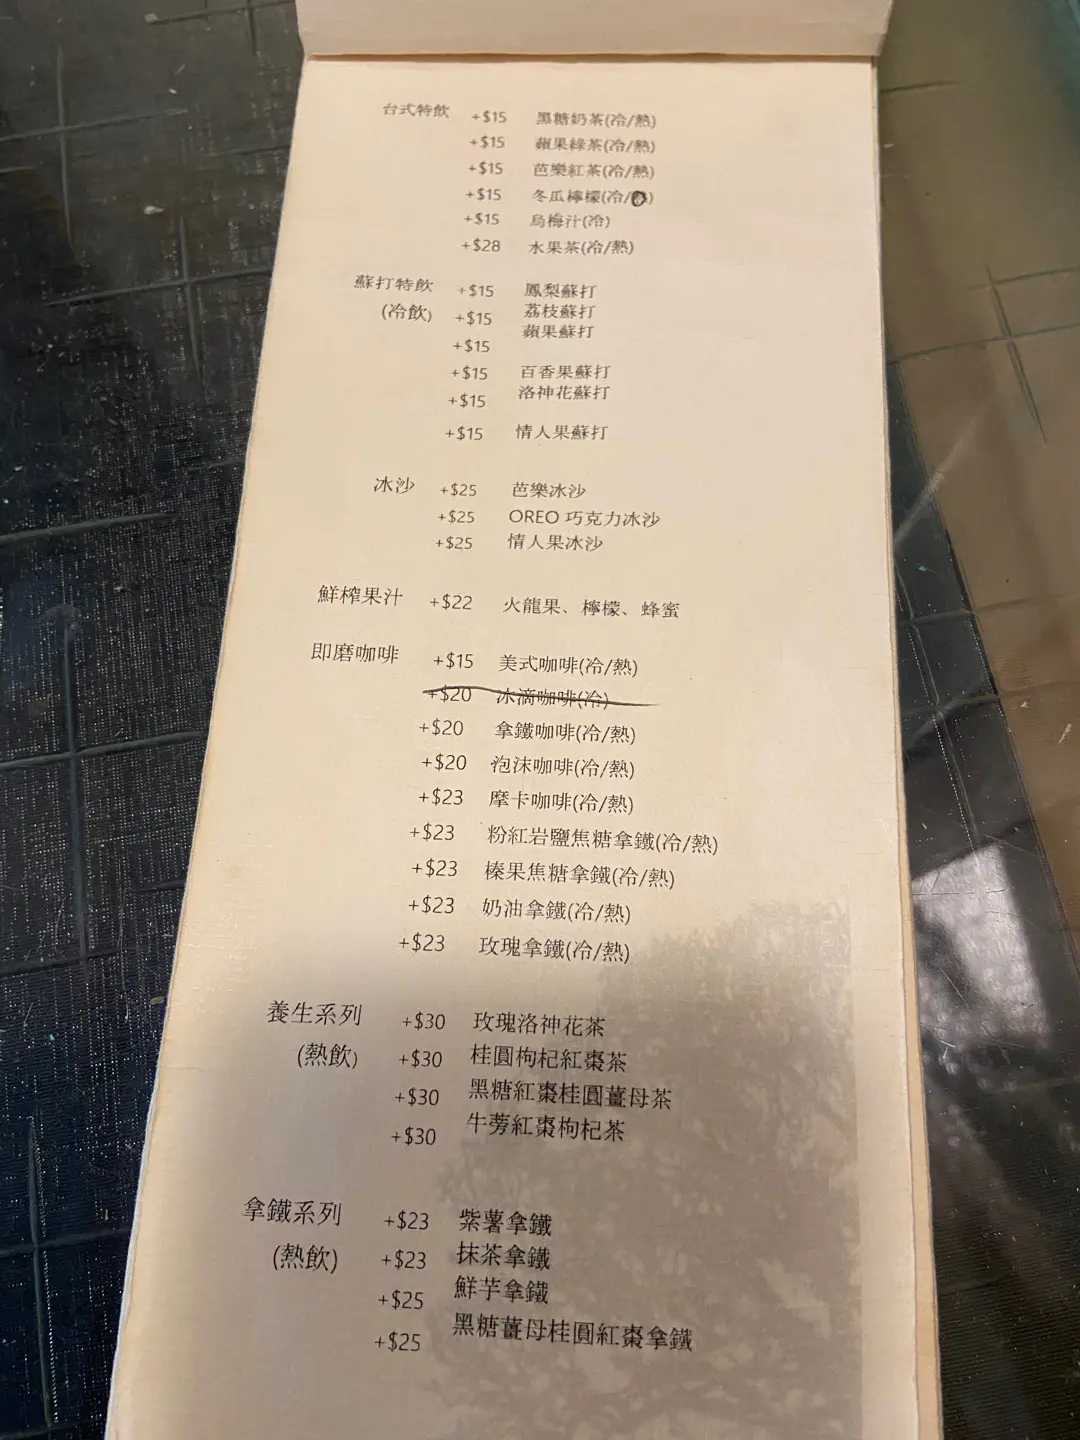 台式特飲 +$15 黑糖奶茶(冷/熱)
+$15 蘋果綠茶(冷/熱)
+$15 芭樂紅茶(冷/熱)
+$15 冬瓜檸檬(冷/)
+$15 烏梅汁(冷)
+$28 水果茶(冷/熱)
蘇打特飲 +$15 鳳梨蘇打
(冷飲) +$15 荔枝蘇打
+$15 蘋果蘇打
+$15 百香果蘇打
+$15 洛神花蘇打
+$15 情人果蘇打
冰沙 +$25 芭樂冰沙
+$25 OREO 巧克力冰沙
+$25 情人果冰沙
鮮榨果汁 +$22 火龍果、檸檬、蜂蜜
即磨咖啡 +$15 美式咖啡(冷/熱)
+$20 冰滴咖啡(冷)
+$20 拿鐵咖啡(冷/熱)
+$20 泡沫咖啡(冷/熱)
+$23 摩卡咖啡(冷/熱)
+$23 粉紅岩鹽焦糖拿鐵(冷/熱)
+$23 榛果焦糖拿鐵(冷/熱)
+$23 奶油拿鐵(冷/熱)
+$23 玫瑰拿鐵(冷/熱)
養生系列 +$30 玫瑰洛神花茶
(熱飲) +$30 桂圓枸杞紅棗茶
+$30 黑糖紅棗桂圓薑母茶
+$30 牛蒡紅棗枸杞茶
拿鐵系列 +$23 紫薯拿鐵
(熱飲) +$23 抹茶拿鐵
+$25 鮮芋拿鐵
+$25 黑糖薑母桂圓紅棗拿鐵